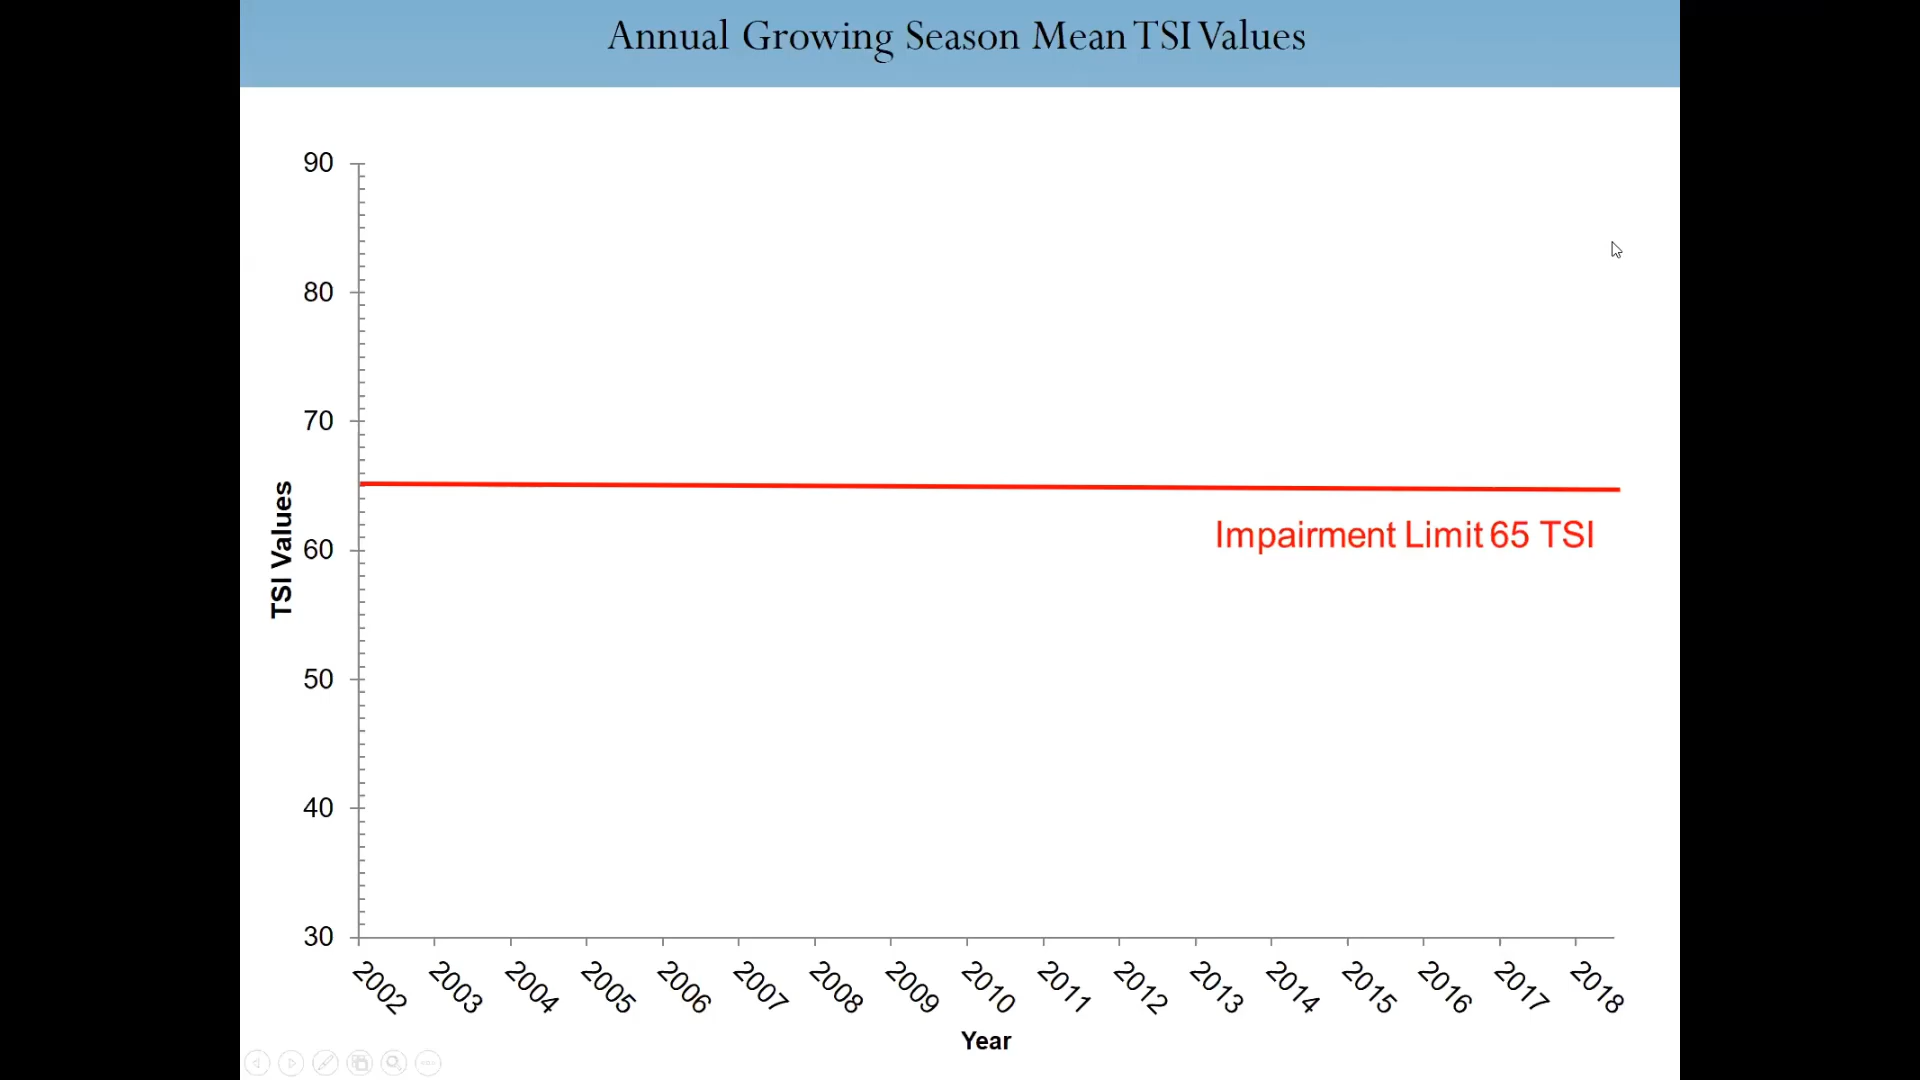 Annual Growing Season Mean TSI Values
90
80
70
60
50
40
30
TSI Values
Impairment Limit 65 TSI
2002 2003 2004 2005 2006 2007 2008 2009 2010 2011 2012 2013 2014 2015 2016 2017 2018
Year